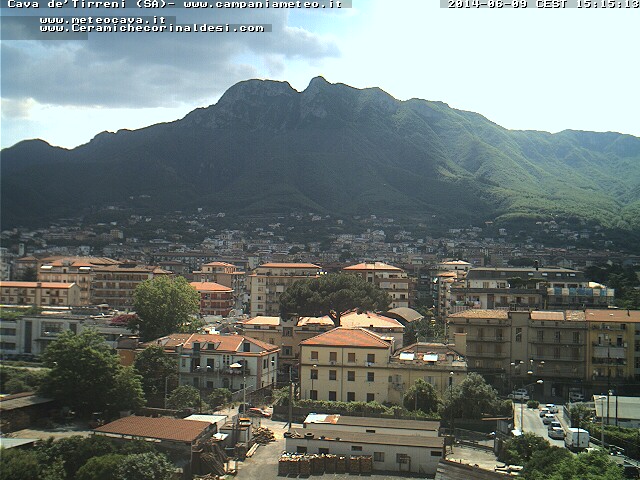 Cava de'Tirreni (SA)- www.campaniameteo.it
2014-06-09 CEST 15:15:13
www.meteocava.it
www.Ceramichecorinaldesi.com